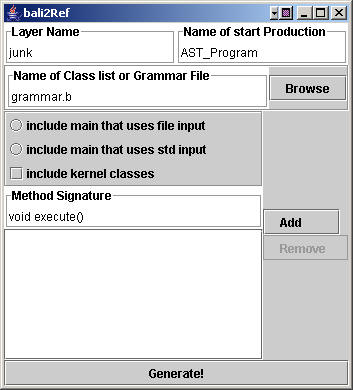 bali2Ref
Layer Name
Name of start Production
junk
AST_Program
Name of Class list or Grammar File
grammar.b
Browse
include main that uses file input
include main that uses std input
include kernel classes
Method Signature
void execute()
Add
Remove
Generate!